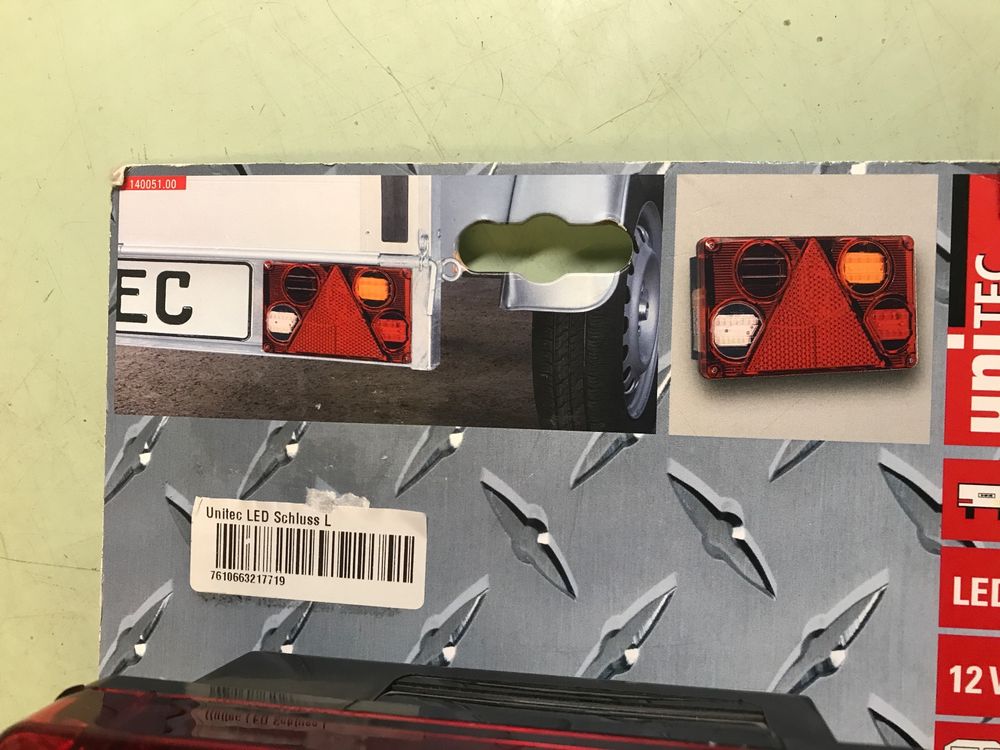 140051.00
EC
uniTEC
Unitec LED Schluss L
7610663217719
LED
12 V